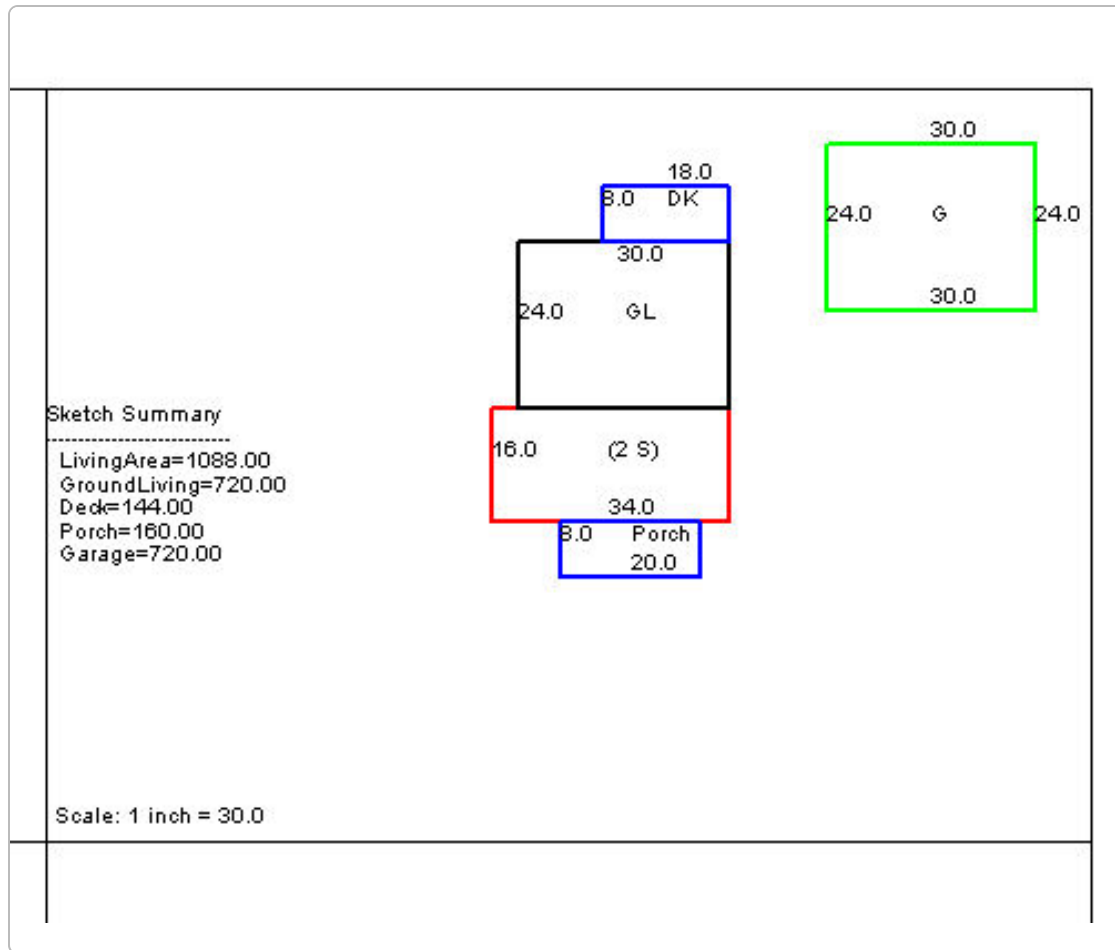 30.0
18.0
8.0 DK
24.0 G 24.0
30.0
24.0 GL
30.0
Sketch Summary
----------------------------
LivingArea=1088.00
GroundLiving=720.00
Deck=144.00
Porch=160.00
Garage=720.00
16.0 (2 S)
34.0
8.0 Porch
20.0
Scale: 1 inch = 30.0